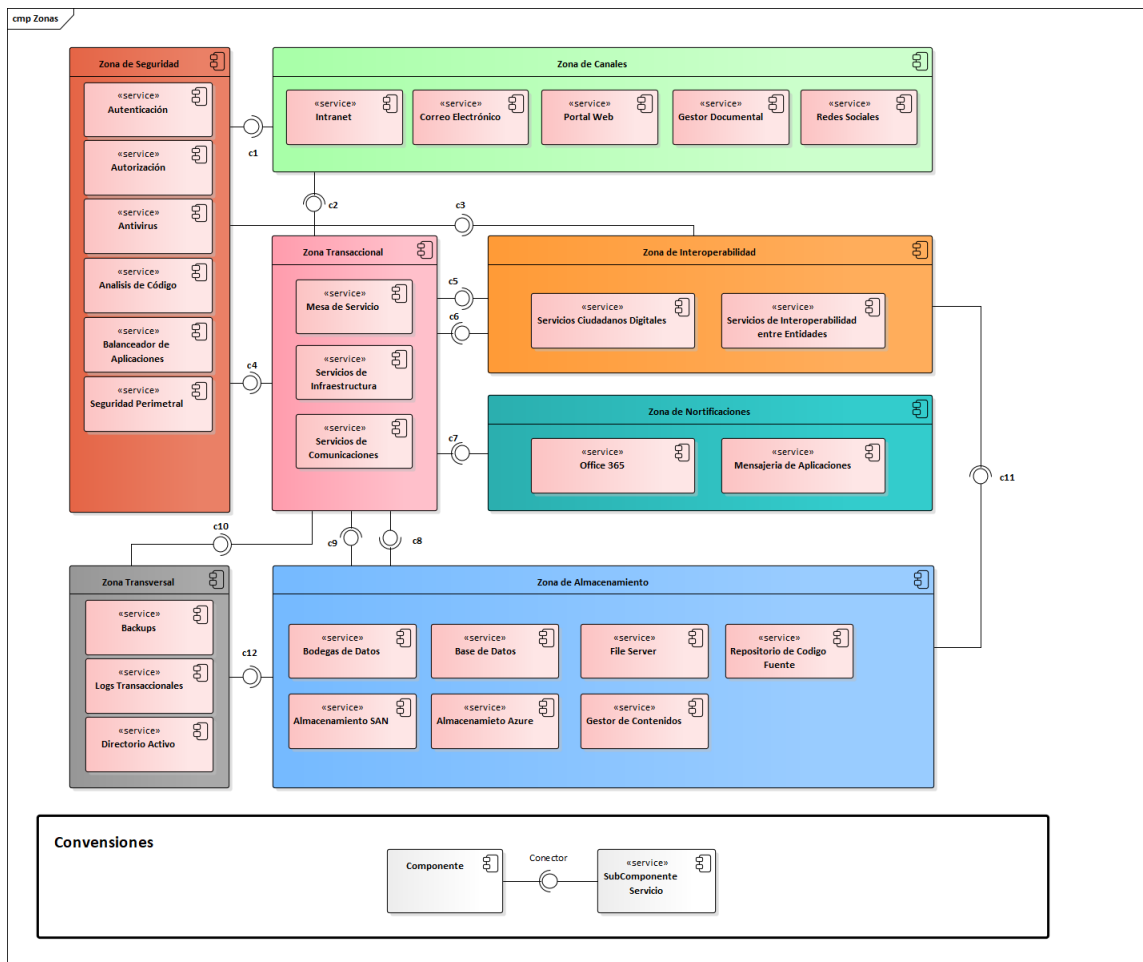 cmp Zonas
Zona de Seguridad
«service»
Autenticación
«service»
Autorización
«service»
Antivirus
«service»
Analisis de Código
«service»
Balanceador de
Aplicaciones
«service»
Seguridad Perimetral
c1
Zona de Canales
«service»
Intranet
«service»
Correo Electrónico
«service»
Portal Web
«service»
Gestor Documental
«service»
Redes Sociales
c2
c3
c4
Zona Transaccional
«service»
Mesa de Servicio
«service»
Servicios de
Infraestructura
«service»
Servicios de
Comunicaciones
c5
c6
Zona de Interoperabilidad
«service»
Servicios Ciudadanos Digitales
«service»
Servicios de Interoperabilidad
entre Entidades
c7
Zona de Nortificaciones
«service»
Office 365
«service»
Mensajeria de Aplicaciones
c11
c10
c9
c8
Zona Transversal
«service»
Backups
«service»
Logs Transaccionales
«service»
Directorio Activo
c12
Zona de Almacenamiento
«service»
Bodegas de Datos
«service»
Base de Datos
«service»
File Server
«service»
Repositorio de Codigo
Fuente
«service»
Almacenamiento SAN
«service»
Almacenamieto Azure
«service»
Gestor de Contenidos
Convensiones
Componente
Conector
«service»
SubComponente
Servicio